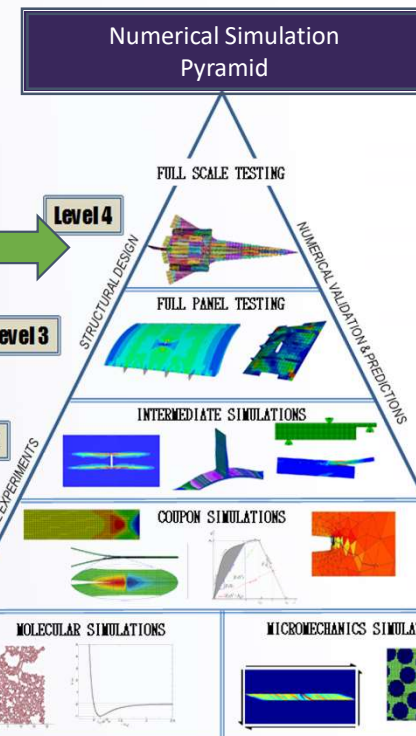 Numerical Simulation
Pyramid
FULL SCALE TESTING
Level 4
STRUCTURAL DESIGN
NUMERICAL VALIDATION & PREDICTIONS
FULL PANEL TESTING
evel 3
INTERMEDIATE SIMULATIONS
EXPERIMENTS
COUPON SIMULATIONS
MOLECULAR SIMULATIONS
MICROMECHANICS SIMULAT